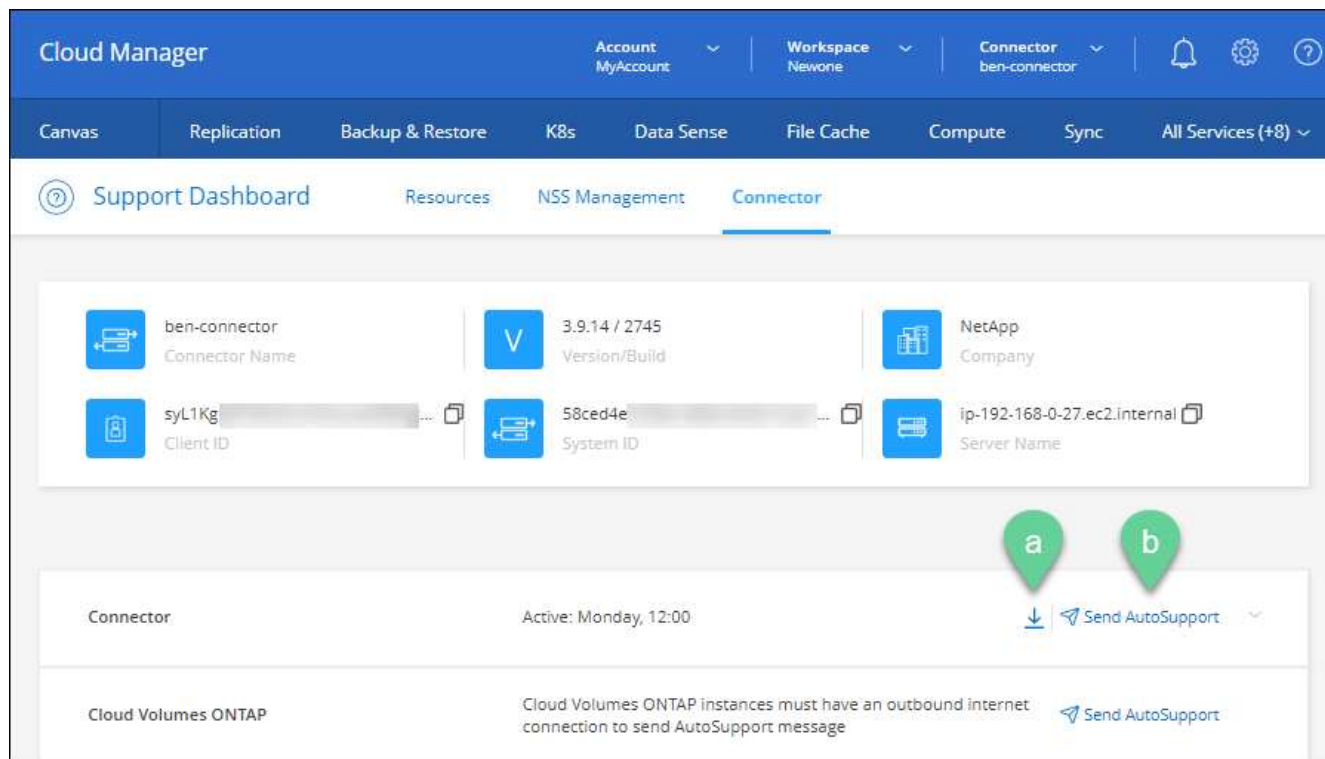 Cloud Manager
Account
MyAccount
Workspace
Newone
Connector
ben-connector
Canvas Replication Backup & Restore K8s Data Sense File Cache Compute Sync All Services (+8)
Support Dashboard Resources NSS Management Connector
ben-connector
Connector Name
V
3.9.14 / 2745
Version/Build
NetApp
Company
syL1Kg ...
Client ID
58ced4e ...
System ID
ip-192-168-0-27.ec2.internal
Server Name
a b
Connector Active: Monday, 12:00 Send AutoSupport
Cloud Volumes ONTAP
Cloud Volumes ONTAP instances must have an outbound internet
connection to send AutoSupport message
Send AutoSupport